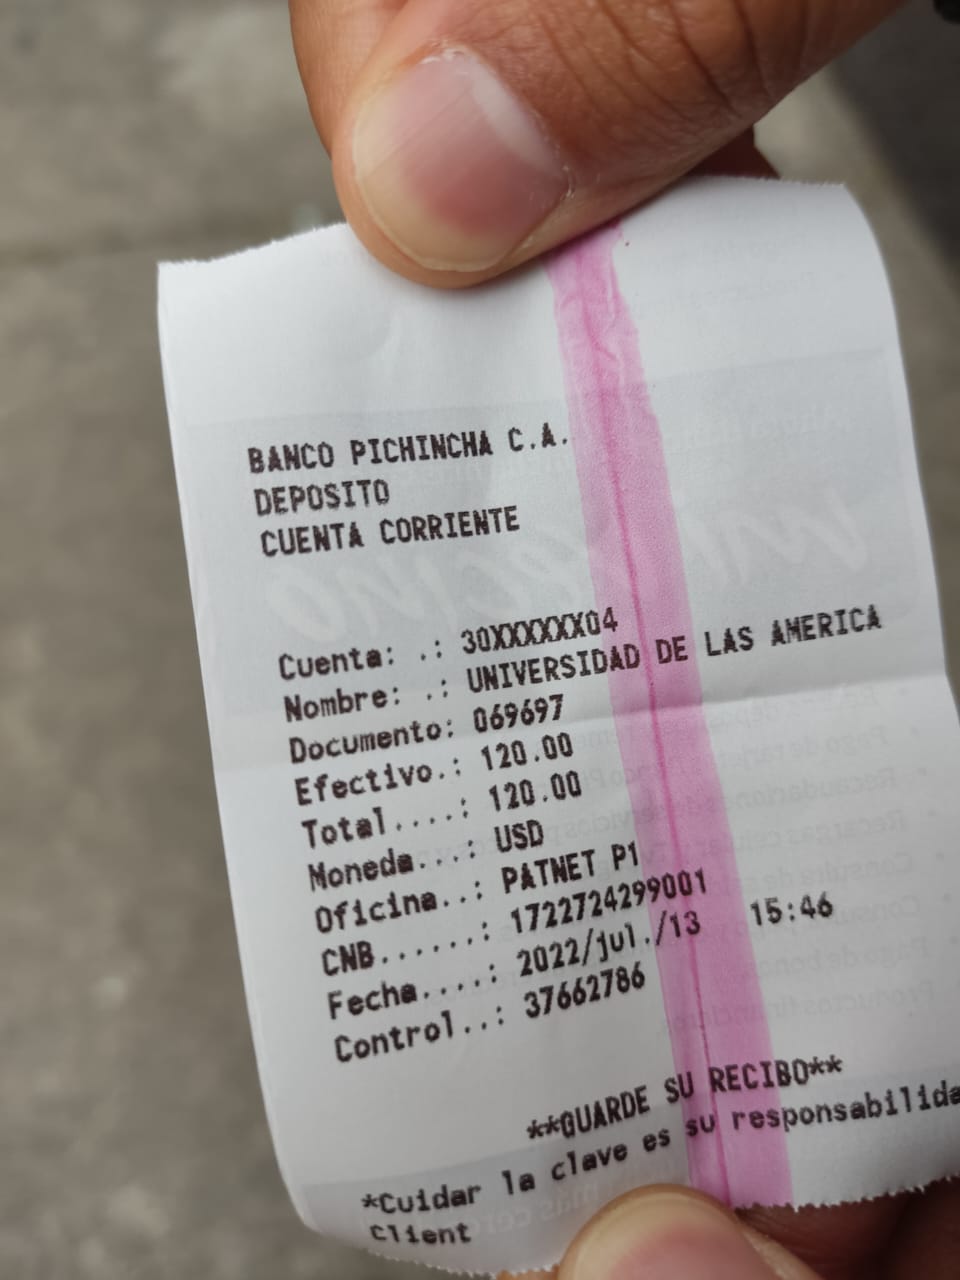 BANCO PICHINCHA C.A.
DEPOSITO
CUENTA CORRIENTE
Cuenta: .: 30XXXXXX04
Nombre: .: UNIVERSIDAD DE LAS AMERICA
Documento: 069697
Efectivo.: 120.00
Total....: 120.00
Moneda...: USD
Oficina..: PATNET P1
CNB......: 1722724299001
Fecha....: 2022/jul./13 15:46
Control..: 37662786
**GUARDE SU RECIBO**
*Cuidar la clave es su responsabilida
Client